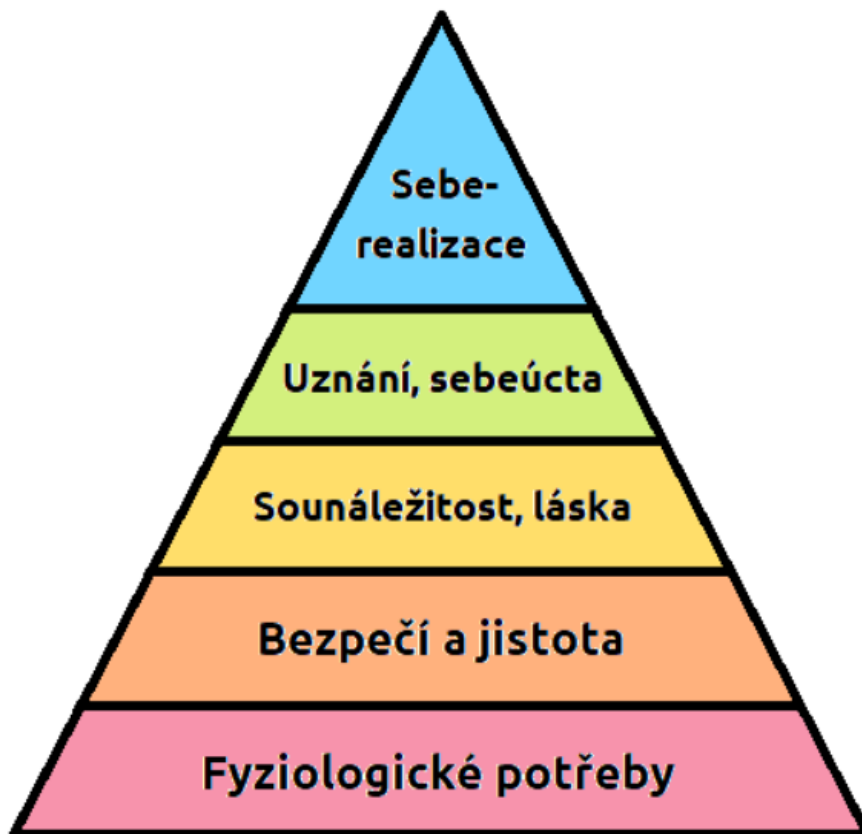 Sebe-
realizace
Uznání, sebeúcta
Sounáležitost, láska
Bezpečí a jistota
Fyziologické potřeby